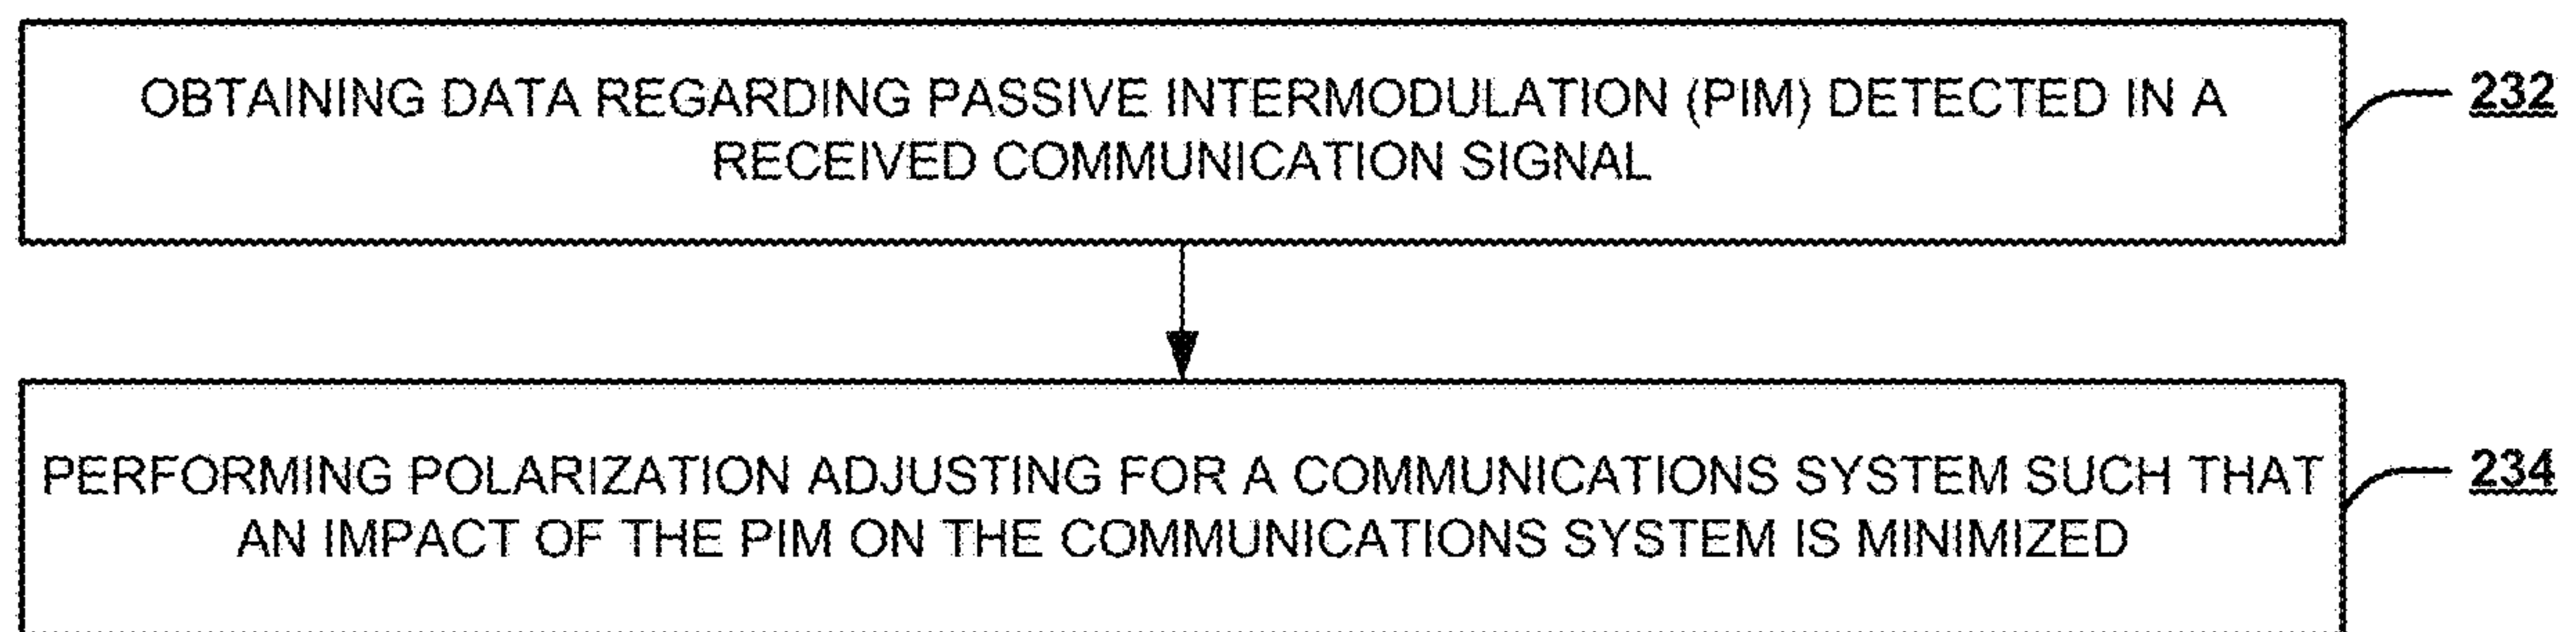 OBTAINING DATA REGARDING PASSIVE INTERMODULATION (PIM) DETECTED IN A
RECEIVED COMMUNICATION SIGNAL
232
PERFORMING POLARIZATION ADJUSTING FOR A COMMUNICATIONS SYSTEM SUCH THAT
AN IMPACT OF THE PIM ON THE COMMUNICATIONS SYSTEM IS MINIMIZED
234